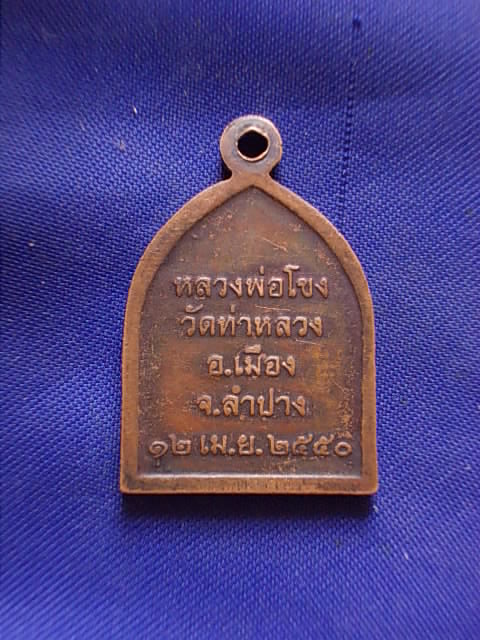 หลวงพ่อโขง
วัดท่าหลวง
อ.เมือง
จ.ลำปาง
๑๒ เม.ย. ๒๕๕๐